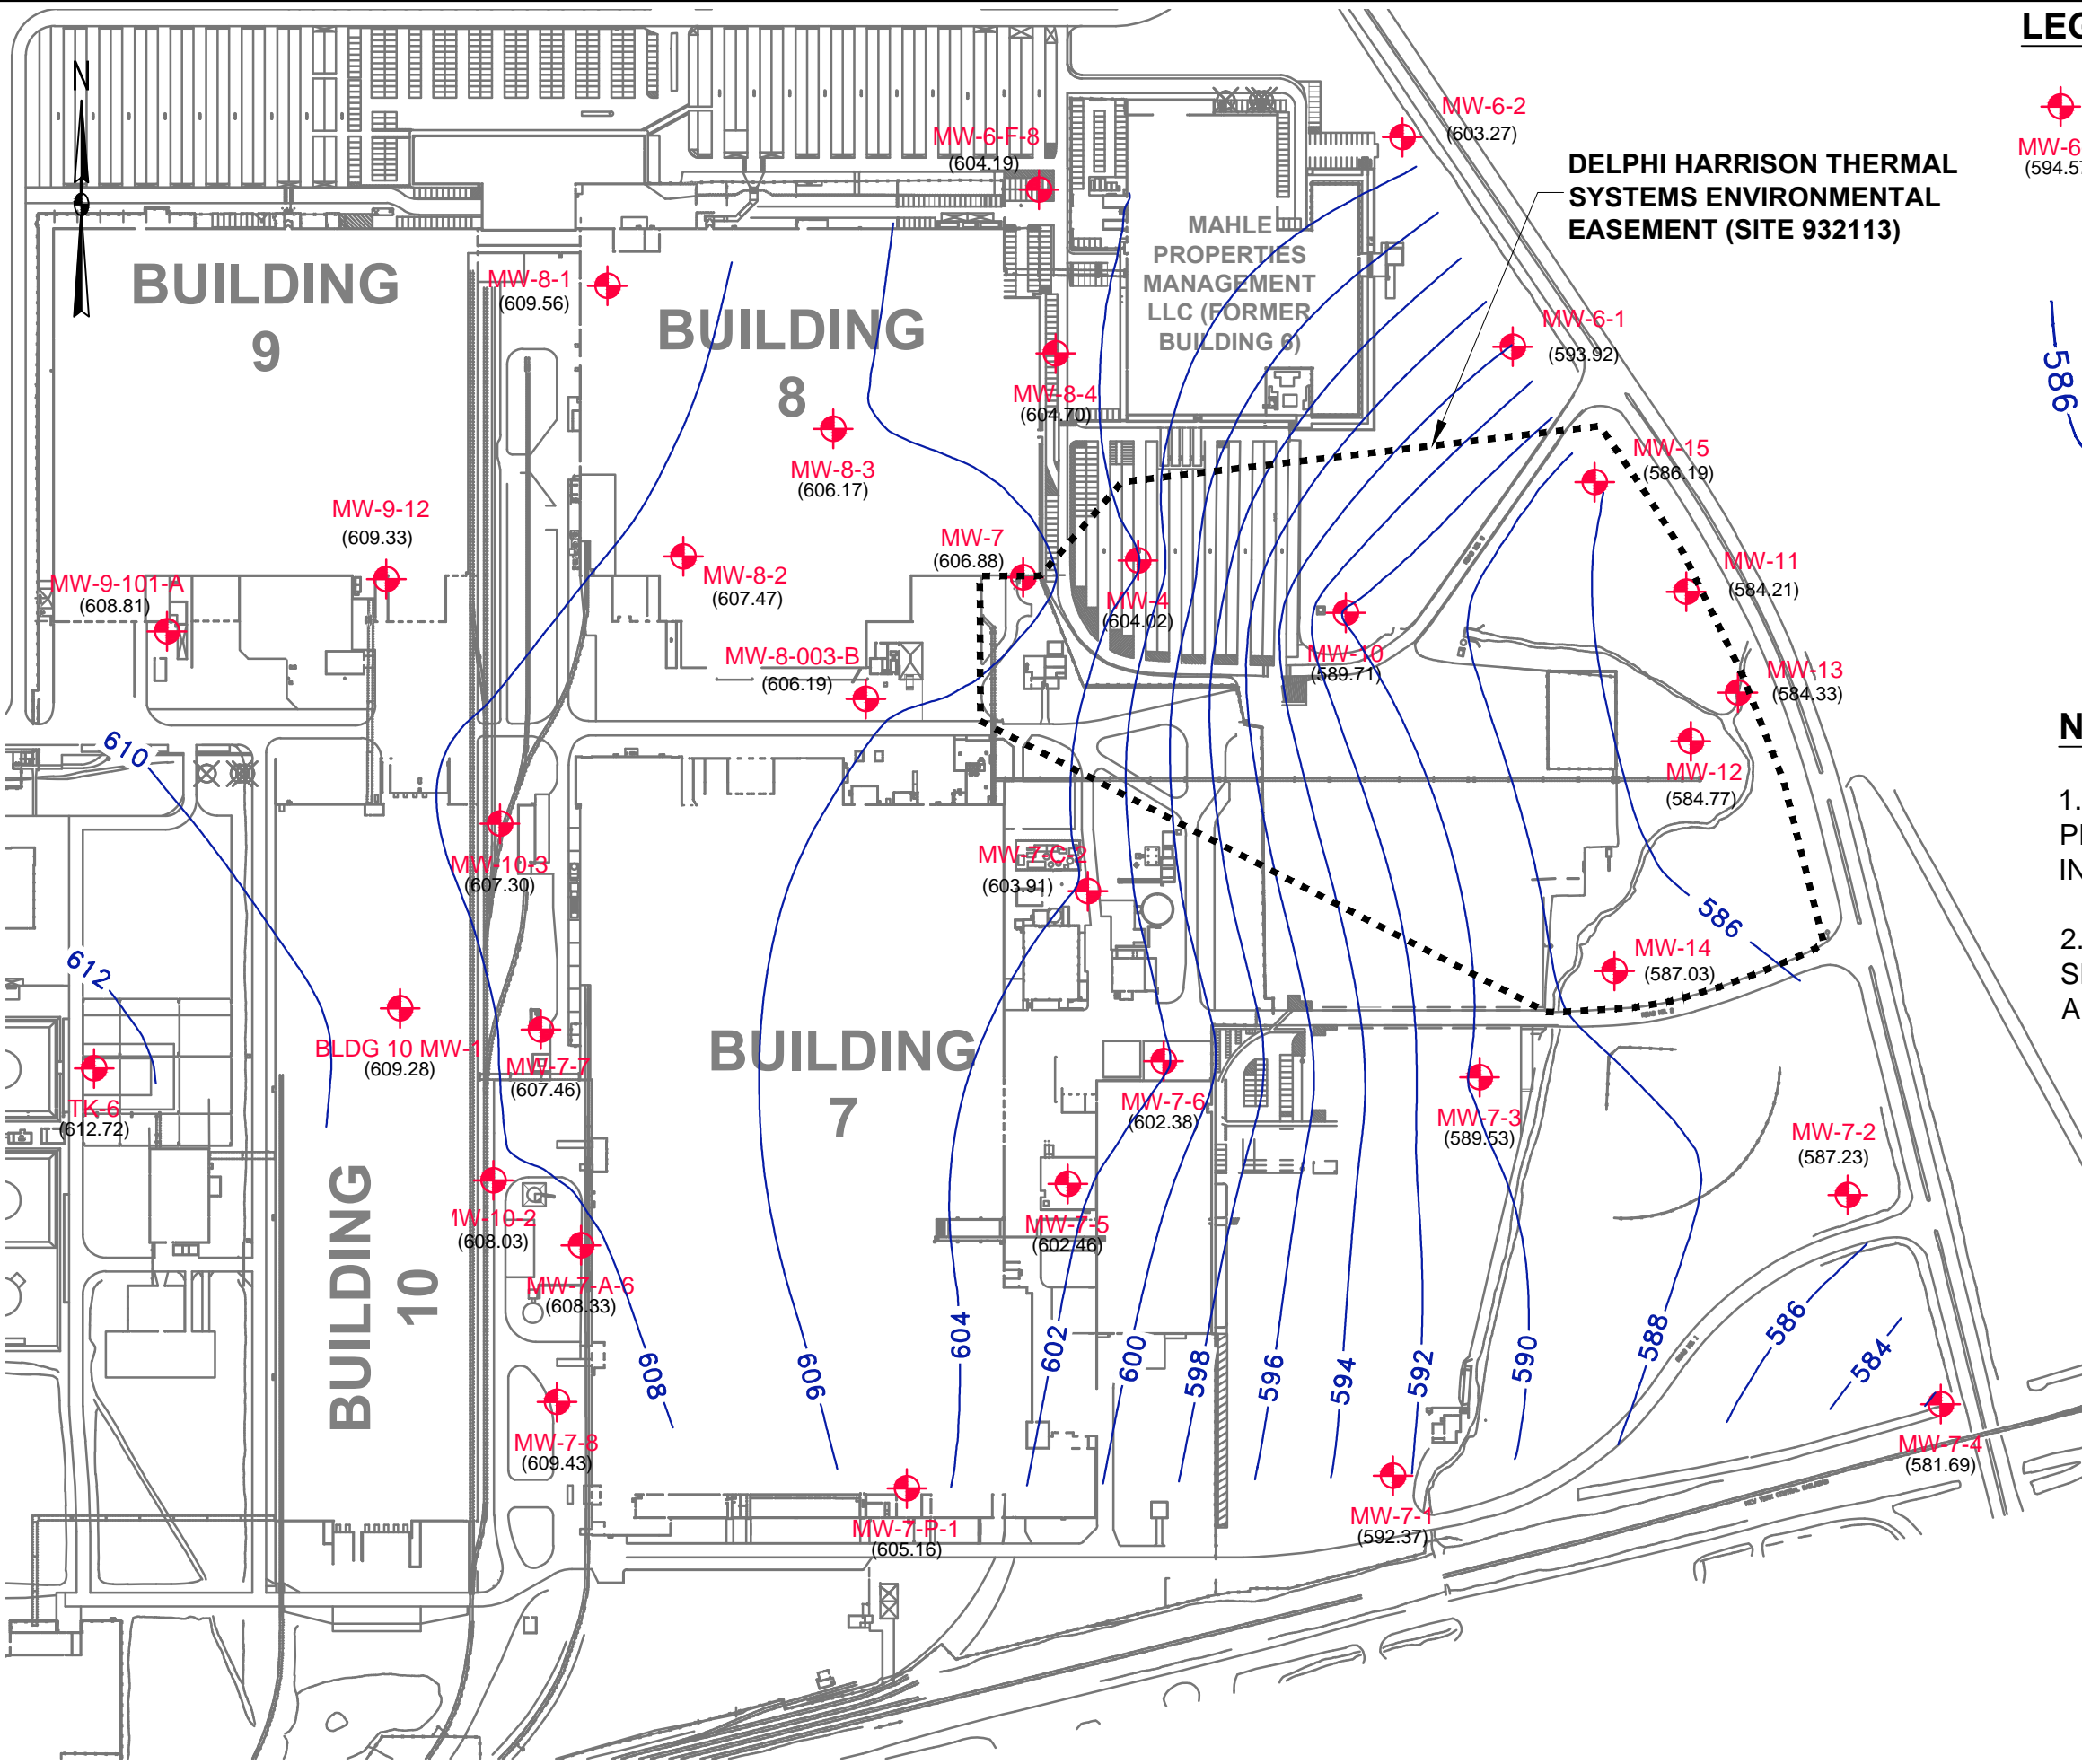 LEG
N
MW-6-2
(603.27)
MW-6-F-8
(604.19)
MW-6
(594.57
DELPHI HARRISON THERMAL
SYSTEMS ENVIRONMENTAL
EASEMENT (SITE 932113)
MAHLE
PROPERTIES
MANAGEMENT
LLC (FORMER
BUILDING 6)
BUILDING
9
MW-8-1
(609.56)
BUILDING
8
MW-6-1
(593.92)
586
MW-8-4
(604.70)
MW-8-3
(606.17)
MW-15
(586.19)
MW-9-12
(609.33)
MW-7
(606.88)
MW-11
(584.21)
MW-9-101-A
(608.81)
MW-8-2
(607.47)
MW-4
(604.02)
MW-8-003-B
(606.19)
MW-10
(589.71)
MW-13
(584.33)
N
610
MW-12
(584.77)
1.
PI
IN
MW-10-3
(607.30)
MW-7-C-2
(603.91)
586
2.
SI
A
612
MW-14
(587.03)
BLDG 10 MW-1
(609.28)
MW-7-7
(607.46)
BUILDING
7
TK-6
(612.72)
MW-7-6
(602.38)
MW-7-3
(589.53)
MW-7-2
(587.23)
BUILDING
10
MW-10-2
(608.03)
MW-7-5
(602.46)
MW-7-A-6
(608.33)
608
606
604
602
600
598
596
594
592
590
588
586
584
MW-7-8
(609.43)
MW-7-4
(581.69)
MW-7-P-1
(605.16)
MW-7-1
(592.37)
NEW YORK CENTRAL RAILROAD